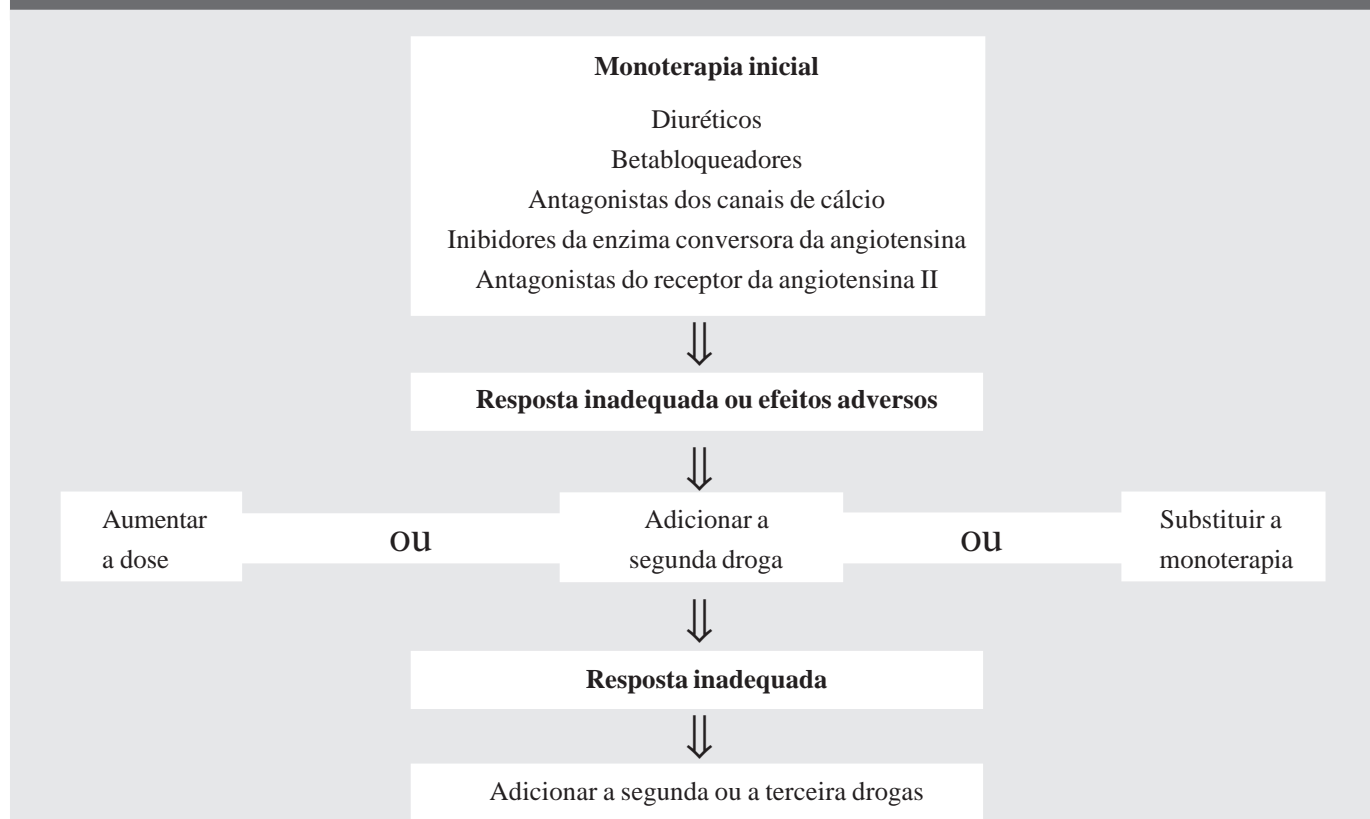 Monoterapia inicial
Diuréticos
Betabloqueadores
Antagonistas dos canais de cálcio
Inibidores da enzima conversora da angiotensina
Antagonistas do receptor da angiotensina II
⇓
Resposta inadequada ou efeitos adversos
⇓
Aumentar
a dose
ou
Adicionar a
segunda droga
ou
Substituir a
monoterapia
⇓
Resposta inadequada
⇓
Adicionar a segunda ou a terceira drogas